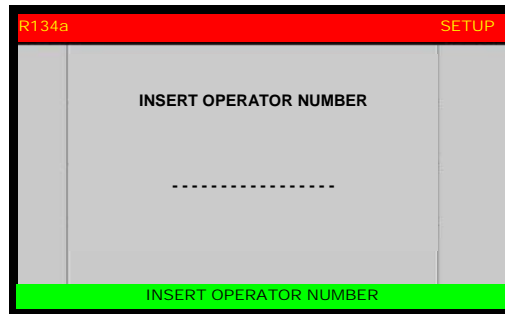 R134a SETUP
INSERT OPERATOR NUMBER
-----------------
INSERT OPERATOR NUMBER